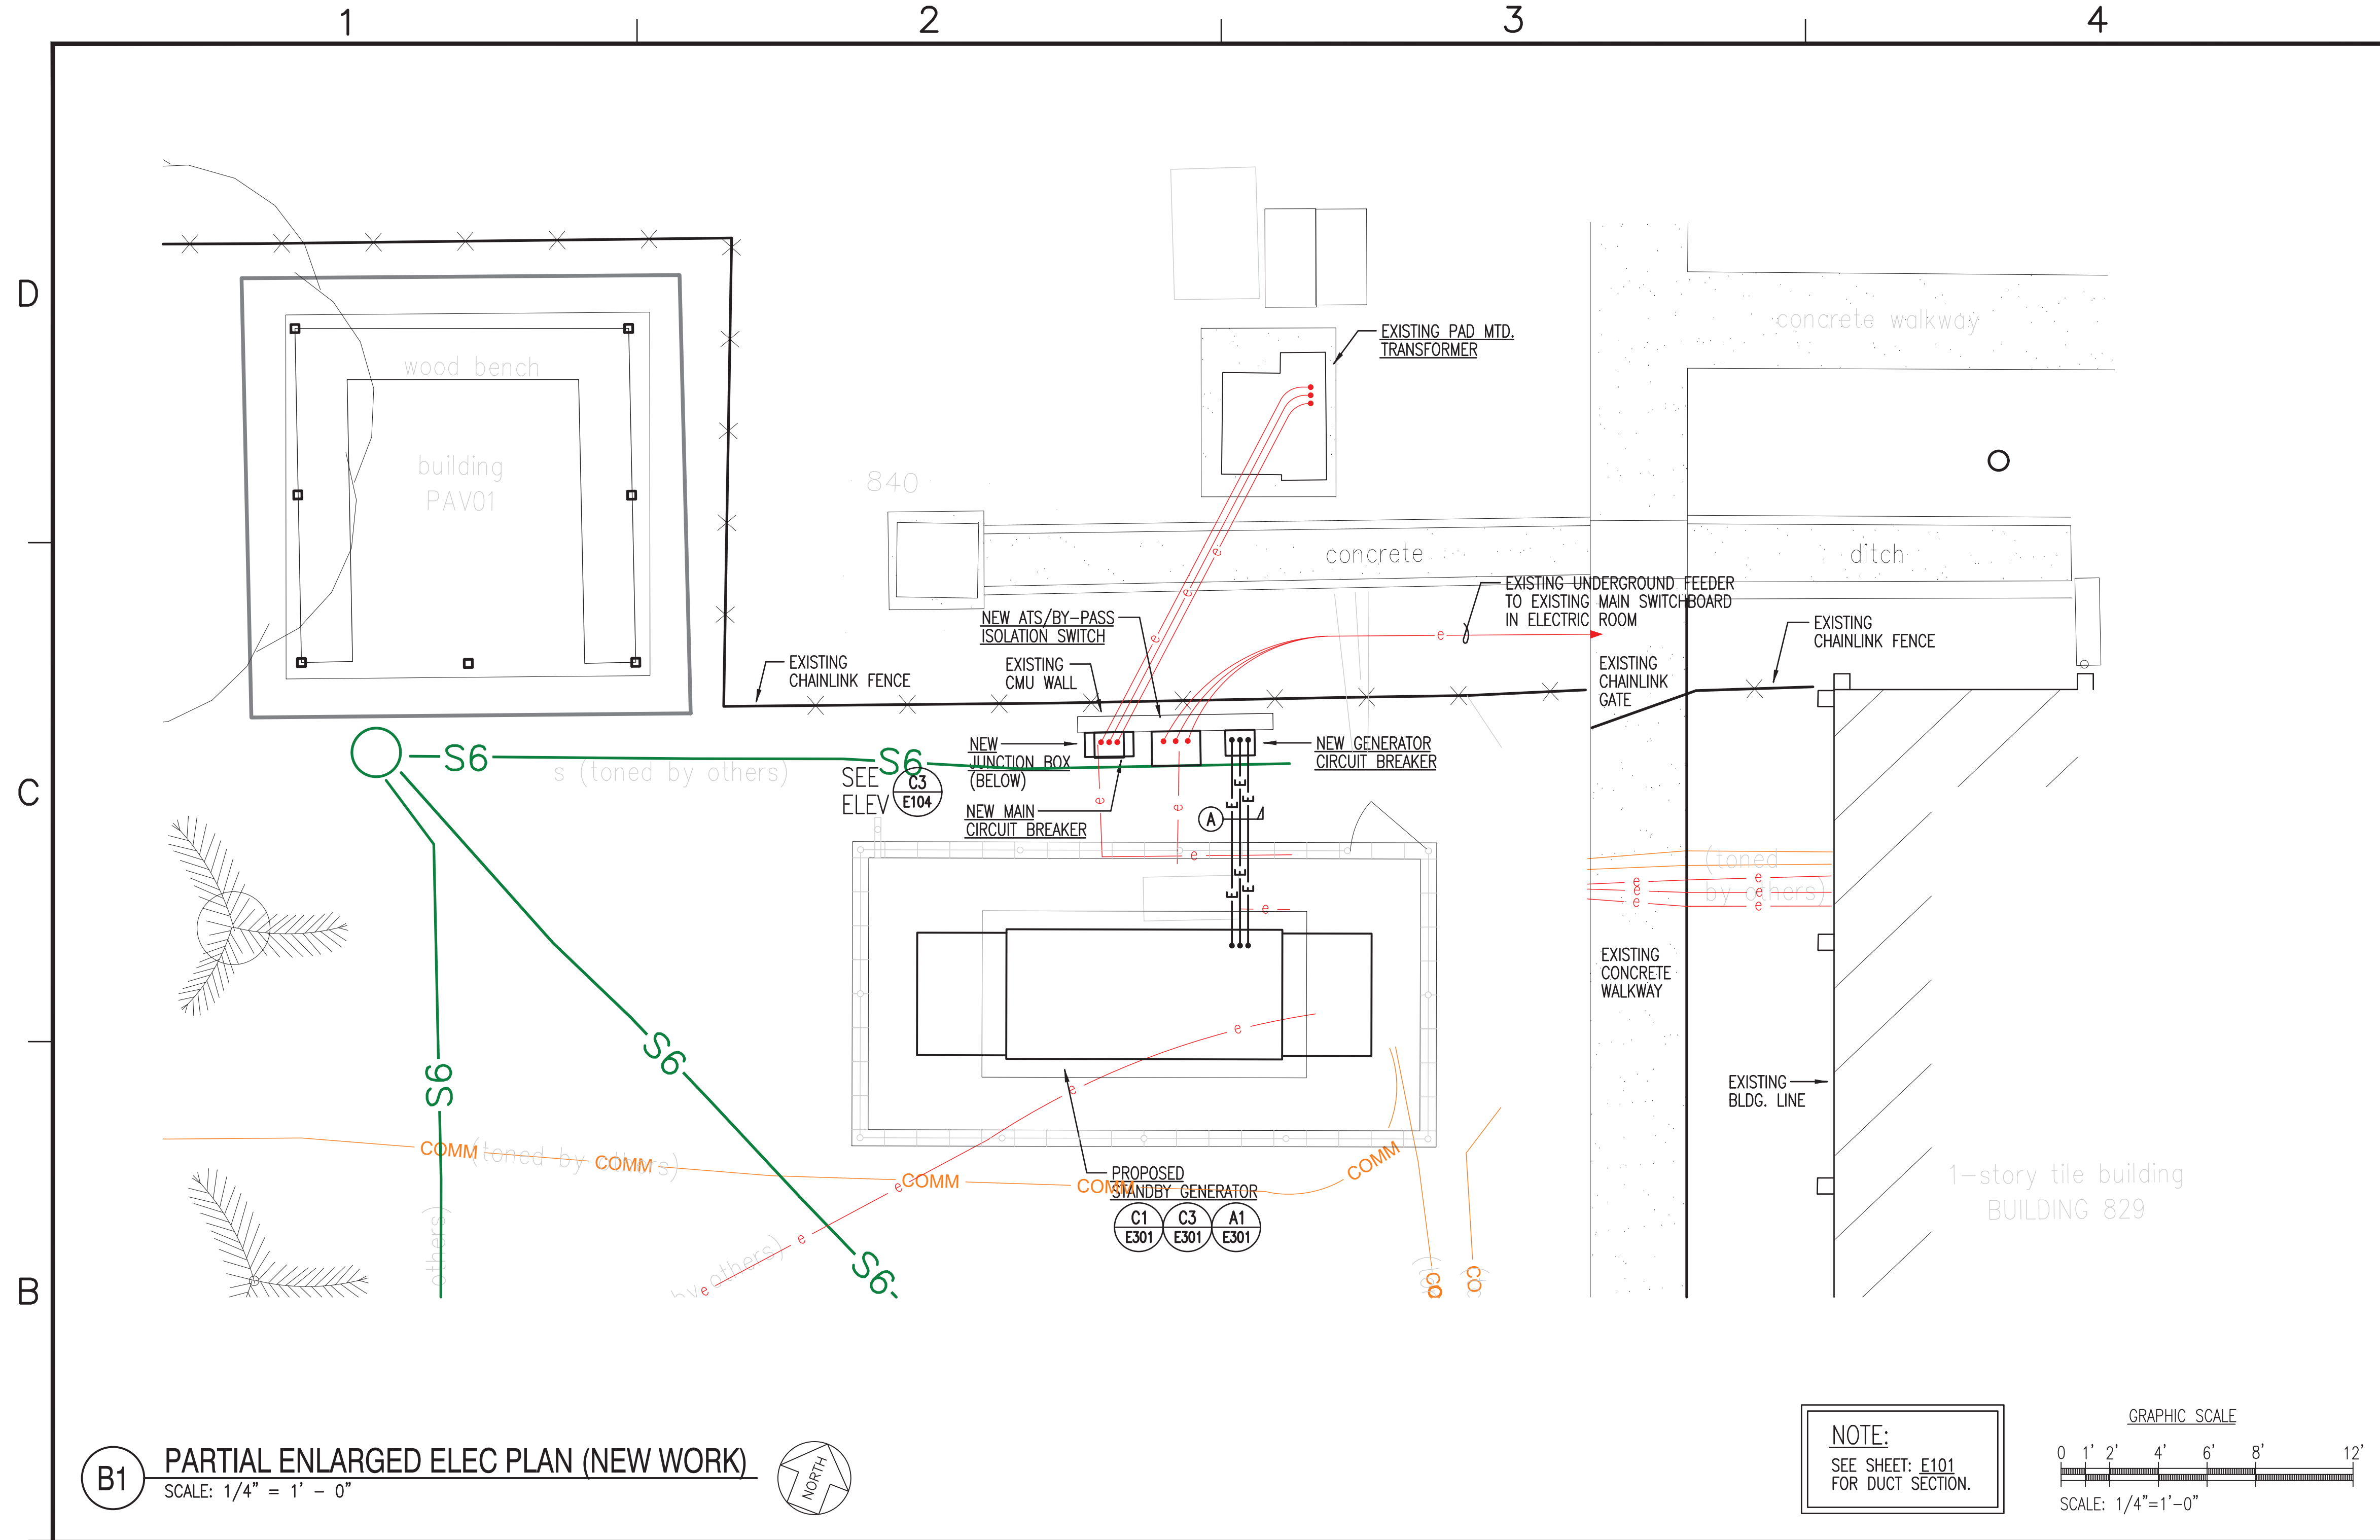 1
2
3
4
D
C
B
wood bench
building
PAV01
840
EXISTING PAD MTD.
TRANSFORMER
concrete walkway
concrete
ditch
EXISTING UNDERGROUND FEEDER
TO EXISTING MAIN SWITCHBOARD
IN ELECTRIC ROOM
NEW ATS/BY-PASS
ISOLATION SWITCH
EXISTING
CHAINLINK FENCE
EXISTING
CMU WALL
EXISTING
CHAINLINK
GATE
EXISTING
CHAINLINK FENCE
e
e
e
e
S6
S6
s (toned by others)
SEE
ELEV
C3
E104
NEW
JUNCTION BOX
(BELOW)
NEW MAIN
CIRCUIT BREAKER
NEW GENERATOR
CIRCUIT BREAKER
A
e
e
e
E
E
E
E
E
E
e
(toned
by others)
e
e
e
e
e
e
EXISTING
CONCRETE
WALKWAY
e
e
e
e
e
S6
S6
S6
EXISTING
BLDG. LINE
COMM
(toned by others)
COMM
COMM
COMM
COMM
PROPOSED
STANDBY GENERATOR
C1
E301
C3
E301
A1
E301
others)
by others)
CO
CO
1-story tile building
BUILDING 829
B1
PARTIAL ENLARGED ELEC PLAN (NEW WORK)
SCALE: 1/4" = 1' - 0"
NORTH
NOTE:
SEE SHEET: E101
FOR DUCT SECTION.
GRAPHIC SCALE
0 1' 2' 4' 6' 8' 12'
SCALE: 1/4"=1'-0"